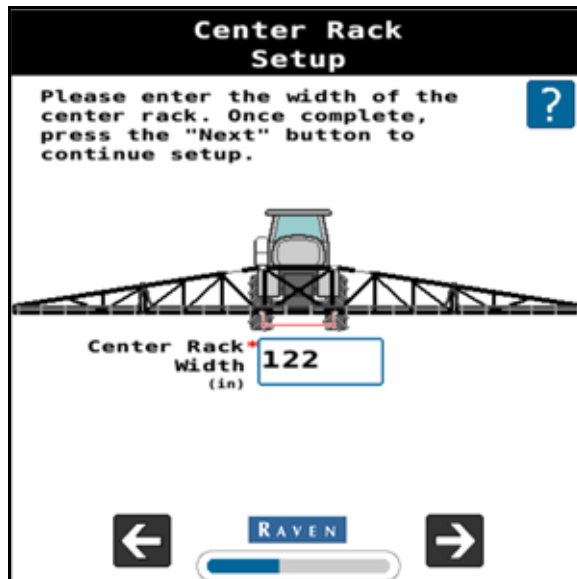 Center Rack
Setup
Please enter the width of the
center rack. Once complete,
press the "Next" button to
continue setup.
?
Center Rack*
Width
(in)
122
RAVEN